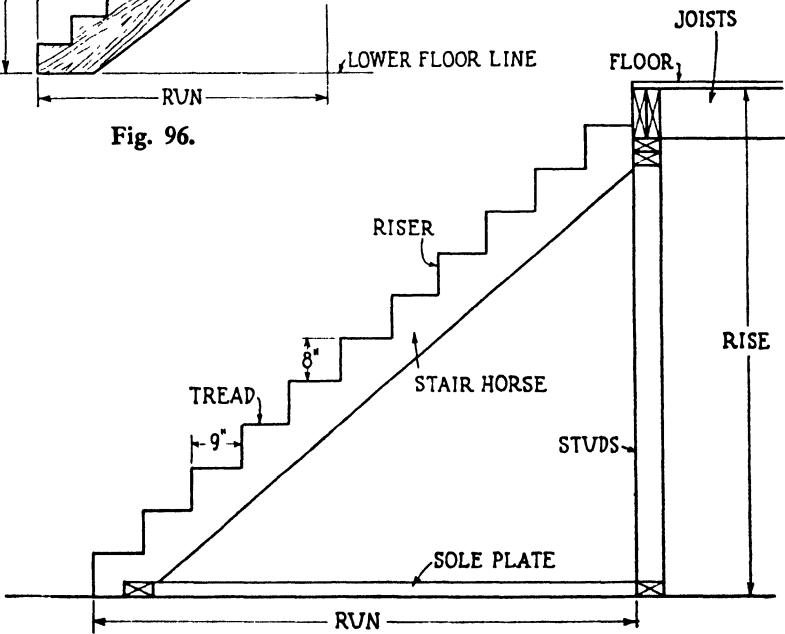 LOWER FLOOR LINE
RUN
Fig. 96.
JOISTS
FLOOR
RISER
8"
RISE
STAIR HORSE
TREAD
9"
STUDS
SOLE PLATE
RUN